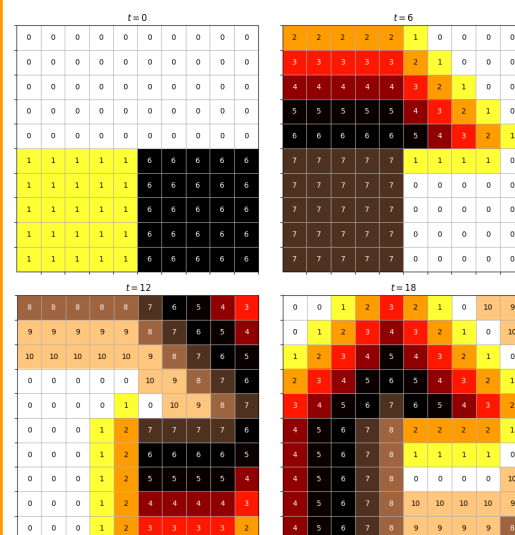 t = 0
0 0 0 0 0 0 0 0 0 0
0 0 0 0 0 0 0 0 0 0
0 0 0 0 0 0 0 0 0 0
0 0 0 0 0 0 0 0 0 0
0 0 0 0 0 0 0 0 0 0
1 1 1 1 1 6 6 6 6 6
1 1 1 1 1 6 6 6 6 6
1 1 1 1 1 6 6 6 6 6
1 1 1 1 1 6 6 6 6 6
1 1 1 1 1 6 6 6 6 6
t = 6
2 2 2 2 2 1 0 0 0 0
3 3 3 3 3 2 1 0 0 0
4 4 4 4 4 3 2 1 0 0
5 5 5 5 5 4 3 2 1 0
6 6 6 6 6 5 4 3 2 1
7 7 7 7 7 1 1 1 1 0
7 7 7 7 7 0 0 0 0 0
7 7 7 7 7 0 0 0 0 0
7 7 7 7 7 0 0 0 0 0
7 7 7 7 7 0 0 0 0 0
t = 12
8 8 8 8 8 7 6 5 4 3
9 9 9 9 9 8 7 6 5 4
10 10 10 10 10 9 8 7 6 5
0 0 0 0 0 10 9 8 7 6
0 0 0 0 1 0 10 9 8 7
0 0 0 1 2 7 7 7 7 6
0 0 0 1 2 6 6 6 6 5
0 0 0 1 2 5 5 5 5 4
0 0 0 1 2 4 4 4 4 3
0 0 0 1 2 3 3 3 3 2
t = 18
0 0 1 2 3 2 1 0 10 9
0 1 2 3 4 3 2 1 0 10
1 2 3 4 5 4 3 2 1 0
2 3 4 5 6 5 4 3 2 1
3 4 5 6 7 6 5 4 3 2
4 5 6 7 8 2 2 2 2 1
4 5 6 7 8 1 1 1 1 0
4 5 6 7 8 0 0 0 0 10
4 5 6 7 8 10 10 10 10 9
4 5 6 7 8 9 9 9 9 8